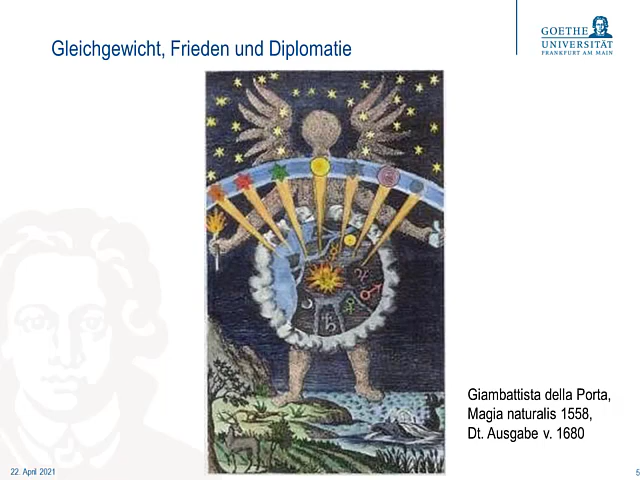 Gleichgewicht, Frieden und Diplomatie
GOETHE
UNIVERSITÄT
FRANKFURT AM MAIN
Giambattista della Porta,
Magia naturalis 1558,
Dt. Ausgabe v. 1680
22. April 2021
5